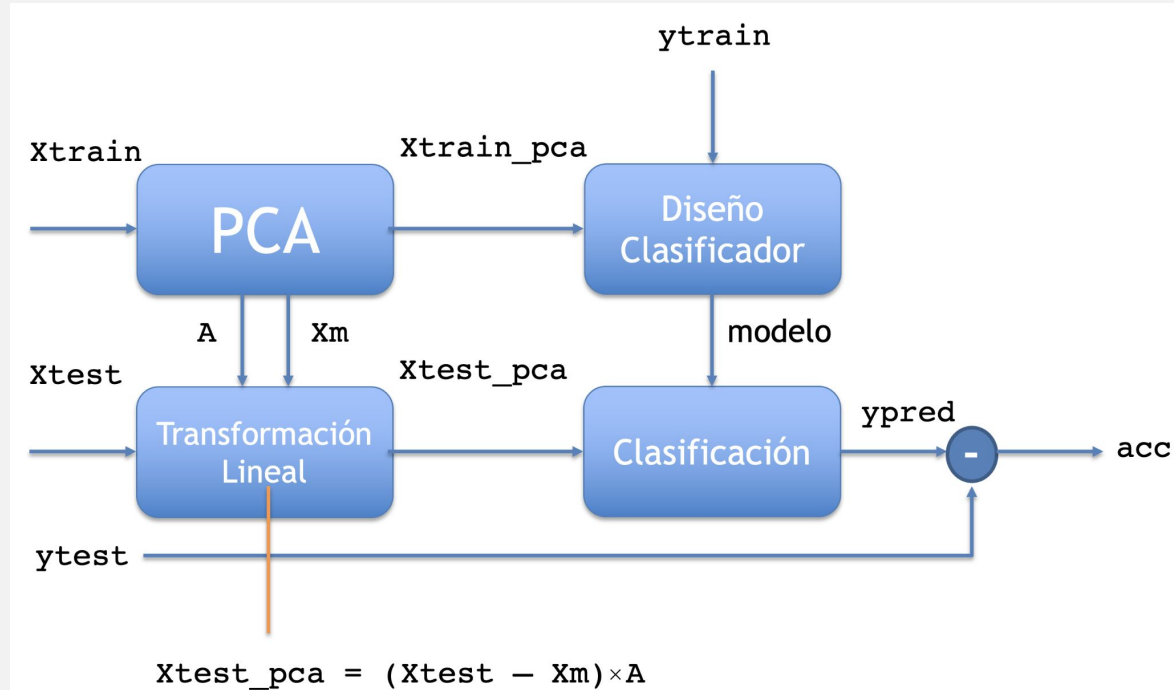 ytrain
Xtrain
Xtrain_pca
PCA
Diseño
Clasificador
A
Xm
modelo
Xtest
Xtest_pca
Transformación
Lineal
Clasificación
ypred
-
acc
ytest
Xtest_pca = (Xtest – Xm)×A